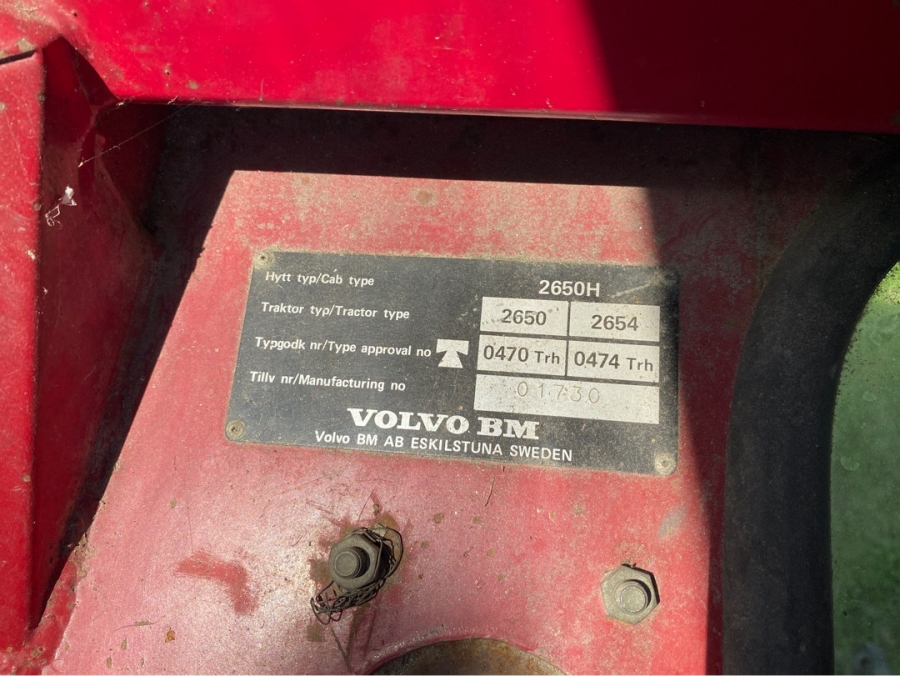 Hytt typ/Cab type 2650H
Traktor typ/Tractor type 2650 2654
Typgodk nr/Type approval no T 0470 Trh 0474 Trh
Tillv nr/Manufacturing no 01730
VOLVO BM
Volvo BM AB ESKILSTUNA SWEDEN